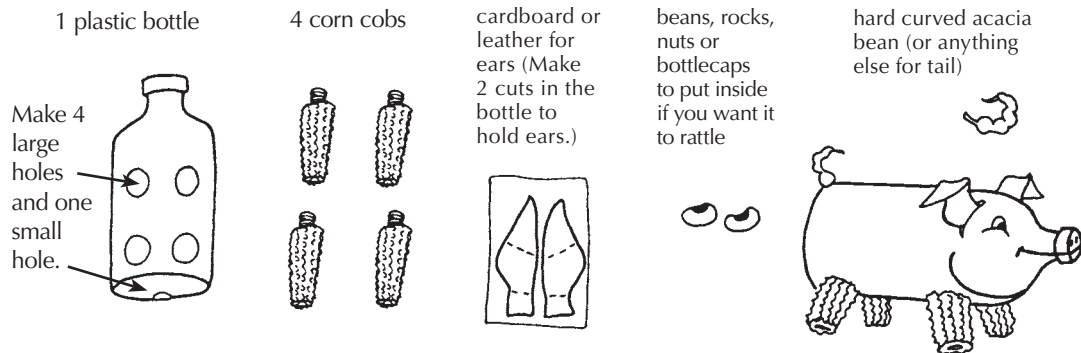 1 plastic bottle
Make 4
large
holes
and one
small
hole.
4 corn cobs
cardboard or
leather for
ears (Make
2 cuts in the
bottle to
hold ears.)
beans, rocks,
nuts or
bottlecaps
to put inside
if you want it
to rattle
hard curved acacia
bean (or anything
else for tail)